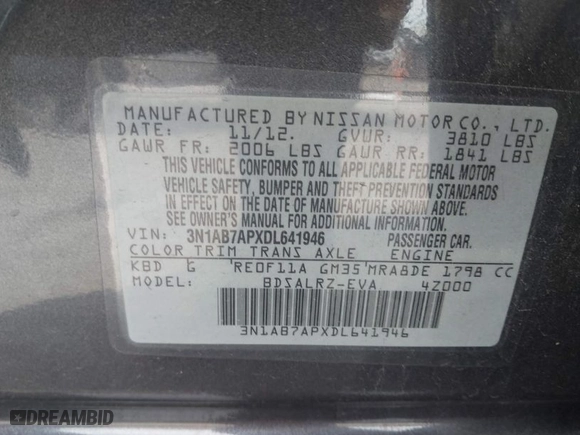 MANUFACTURED BY NISSAN MOTOR CO., LTD.
DATE: 11/12. GVWR: 3810 LBS
GAWR FR: 2006 LBS GAWR RR: 1841 LBS
THIS VEHICLE CONFORMS TO ALL APPLICABLE FEDERAL MOTOR
VEHICLE SAFETY, BUMPER AND THEFT PREVENTION STANDARDS
IN EFFECT ON THE DATE OF MANUFACTURE SHOWN ABOVE.
SEE OWNER'S MANUAL FOR ADDITIONAL INFORMATION.
VIN: 3N1AB7APXDL641946 PASSENGER CAR.
COLOR TRIM TRANS AXLE ENGINE
KBD G 'RE0F11A GM35'MRA8DE 1798 CC
MODEL: BDSALRZ-EVA 4Z000
3N1AB7APXDL641946
DREAMBID